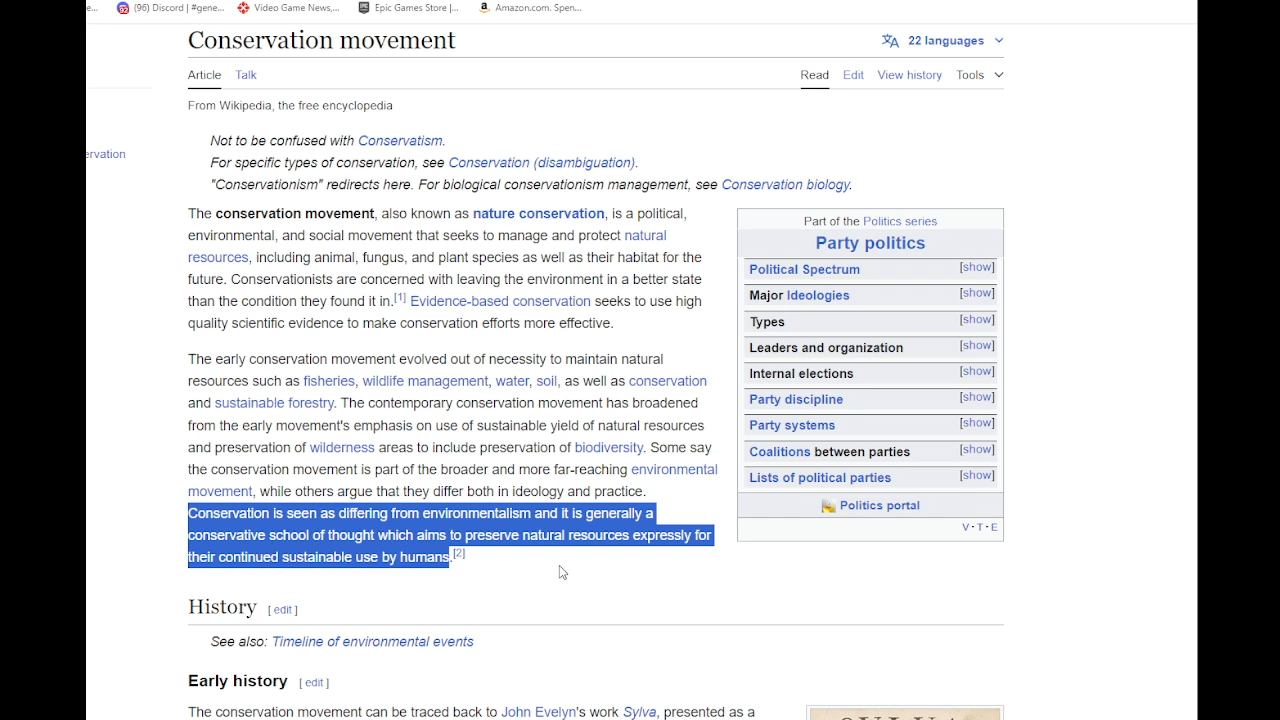 e... (96) Discord | #gene... Video Game News,... Epic Games Store |... Amazon.com. Spen...
Conservation movement
22 languages
Article Talk Read Edit View history Tools
From Wikipedia, the free encyclopedia
Not to be confused with Conservatism.
ervation
For specific types of conservation, see Conservation (disambiguation).
"Conservationism" redirects here. For biological conservationism management, see Conservation biology.
The conservation movement, also known as nature conservation, is a political,
environmental, and social movement that seeks to manage and protect natural
resources, including animal, fungus, and plant species as well as their habitat for the
future. Conservationists are concerned with leaving the environment in a better state
than the condition they found it in.[1] Evidence-based conservation seeks to use high
quality scientific evidence to make conservation efforts more effective.
The early conservation movement evolved out of necessity to maintain natural
resources such as fisheries, wildlife management, water, soil, as well as conservation
and sustainable forestry. The contemporary conservation movement has broadened
from the early movement's emphasis on use of sustainable yield of natural resources
and preservation of wilderness areas to include preservation of biodiversity. Some say
the conservation movement is part of the broader and more far-reaching environmental
movement, while others argue that they differ both in ideology and practice.
Conservation is seen as differing from environmentalism and it is generally a
conservative school of thought which aims to preserve natural resources expressly for
their continued sustainable use by humans.[2]
Part of the Politics series
Party politics
Political Spectrum [show]
Major Ideologies [show]
Types [show]
Leaders and organization [show]
Internal elections [show]
Party discipline [show]
Party systems [show]
Coalitions between parties [show]
Lists of political parties [show]
Politics portal
V·T·E
History [ edit ]
See also: Timeline of environmental events
Early history [ edit ]
The conservation movement can be traced back to John Evelyn's work Sylva, presented as a